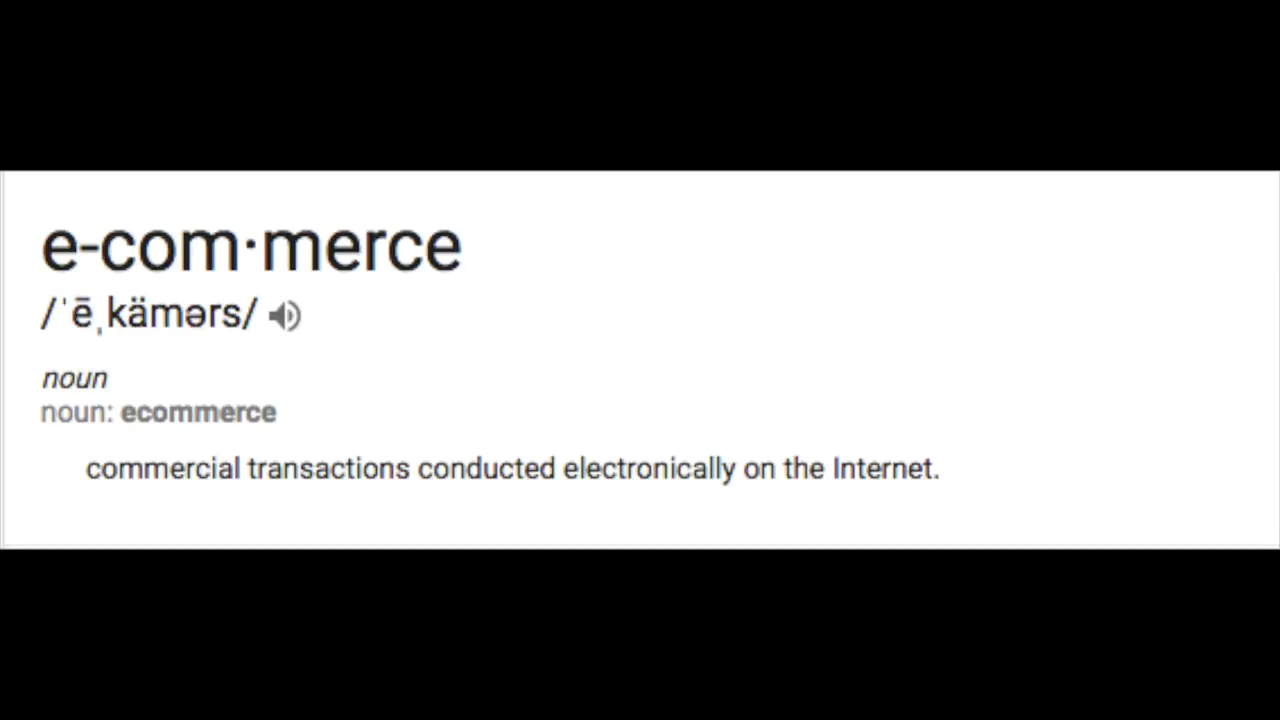 e-com·merce
/ˈēˌkämərs/
noun
noun: ecommerce
commercial transactions conducted electronically on the Internet.